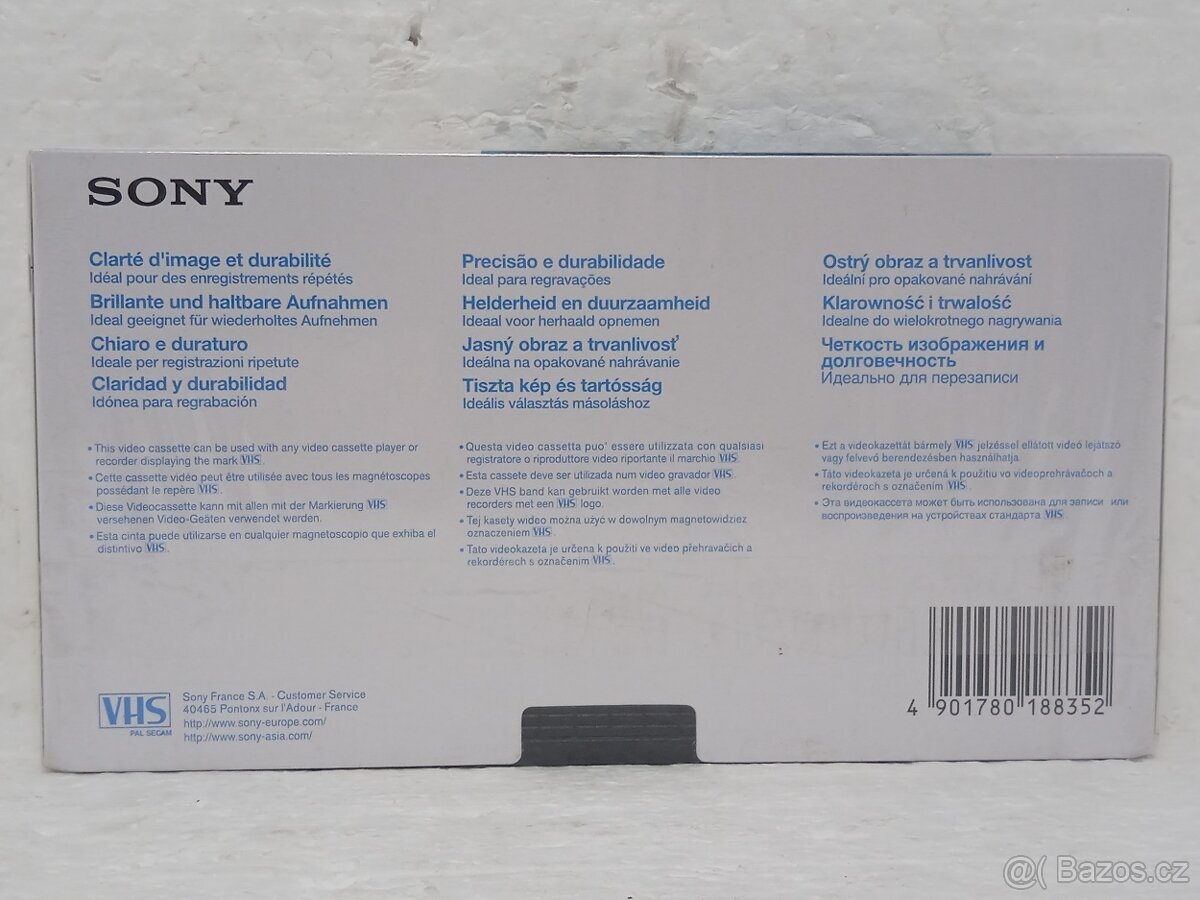 SONY
Clarté d'image et durabilité
Idéal pour des enregistrements répétés
Brillante und haltbare Aufnahmen
Ideal geeignet für wiederholtes Aufnehmen
Chiaro e duraturo
Ideale per registrazioni ripetute
Claridad y durabilidad
Idónea para regrabación
Precisão e durabilidade
Ideal para regravações
Helderheid en duurzaamheid
Ideaal voor herhaald opnemen
Jasný obraz a trvanlivosť
Ideálna na opakované nahrávanie
Tiszta kép és tartósság
Ideális választás másoláshoz
Ostrý obraz a trvanlivost
Ideální pro opakované nahrávání
Klarowność i trwałość
Idealne do wielokrotnego nagrywania
Четкость изображения и
долговечность
Идеально для перезаписи
• This video cassette can be used with any video cassette player or
recorder displaying the mark VHS.
• Cette cassette vidéo peut être utilisée avec tous les magnétoscopes
possédant le repère VHS.
• Diese Videocassette kann mit allen mit der Markierung VHS
versehenen Video-Geäten verwendet werden.
• Esta cinta puede utilizarse en cualquier magnetoscopio que exhiba el
distintivo VHS.
• Questa video cassetta puo' essere utilizzata con qualsiasi
registratore o riproduttore video riportante il marchio VHS.
• Esta cassete deve ser utilizada num video gravador VHS.
• Deze VHS band kan gebruikt worden met alle video
recorders met een VHS logo.
• Tej kasety wideo można użyć w dowolnym magnetowidzie z
oznaczeniem VHS.
• Tato videokazeta je určena k použití ve video přehravačích a
rekordérech s označením VHS.
• Ezt a videokazettát bármely VHS jelzéssel ellátott videó lejátszó
vagy felvevő berendezésben használhatja.
• Táto videokazeta je určená k použitiu vo videoprehrávačoch a
rekordéroch s označením VHS.
• Эта видеокассета может быть использована для записи или
воспроизведения на устройствах стандарта VHS.
VHS
PAL SECAM
Sony France S.A. - Customer Service
40465 Pontonx sur l'Adour - France
http://www.sony-europe.com/
http://www.sony-asia.com/
4 901780 188352
@( Bazos.cz